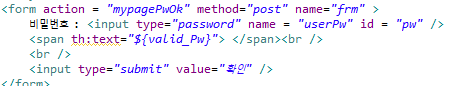 <form action = "mypagePwOk" method="post" name="frm" >
비밀번호 : <input type="password" name = "userPw" id = "pw" />
<span th:text="${valid_Pw}"> </span><br />
<br />
<input type="submit" value="확인" />
</form>